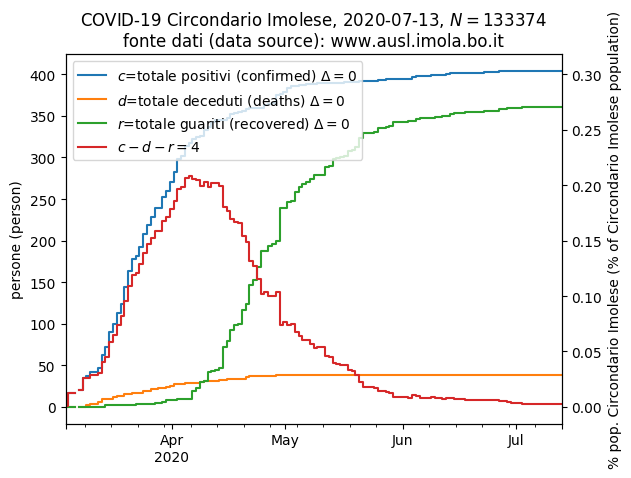 COVID-19 Circondario Imolese, 2020-07-13, N = 133374
fonte dati (data source): www.ausl.imola.bo.it
c=totale positivi (confirmed) Δ = 0
d=totale deceduti (deaths) Δ = 0
r=totale guariti (recovered) Δ = 0
c − d − r = 4
persone (person)
400
350
300
250
200
150
100
50
0
0.30
0.25
0.20
0.15
0.10
0.05
0.00
% pop. Circondario Imolese (% of Circondario Imolese population)
Apr
2020
May
Jun
Jul